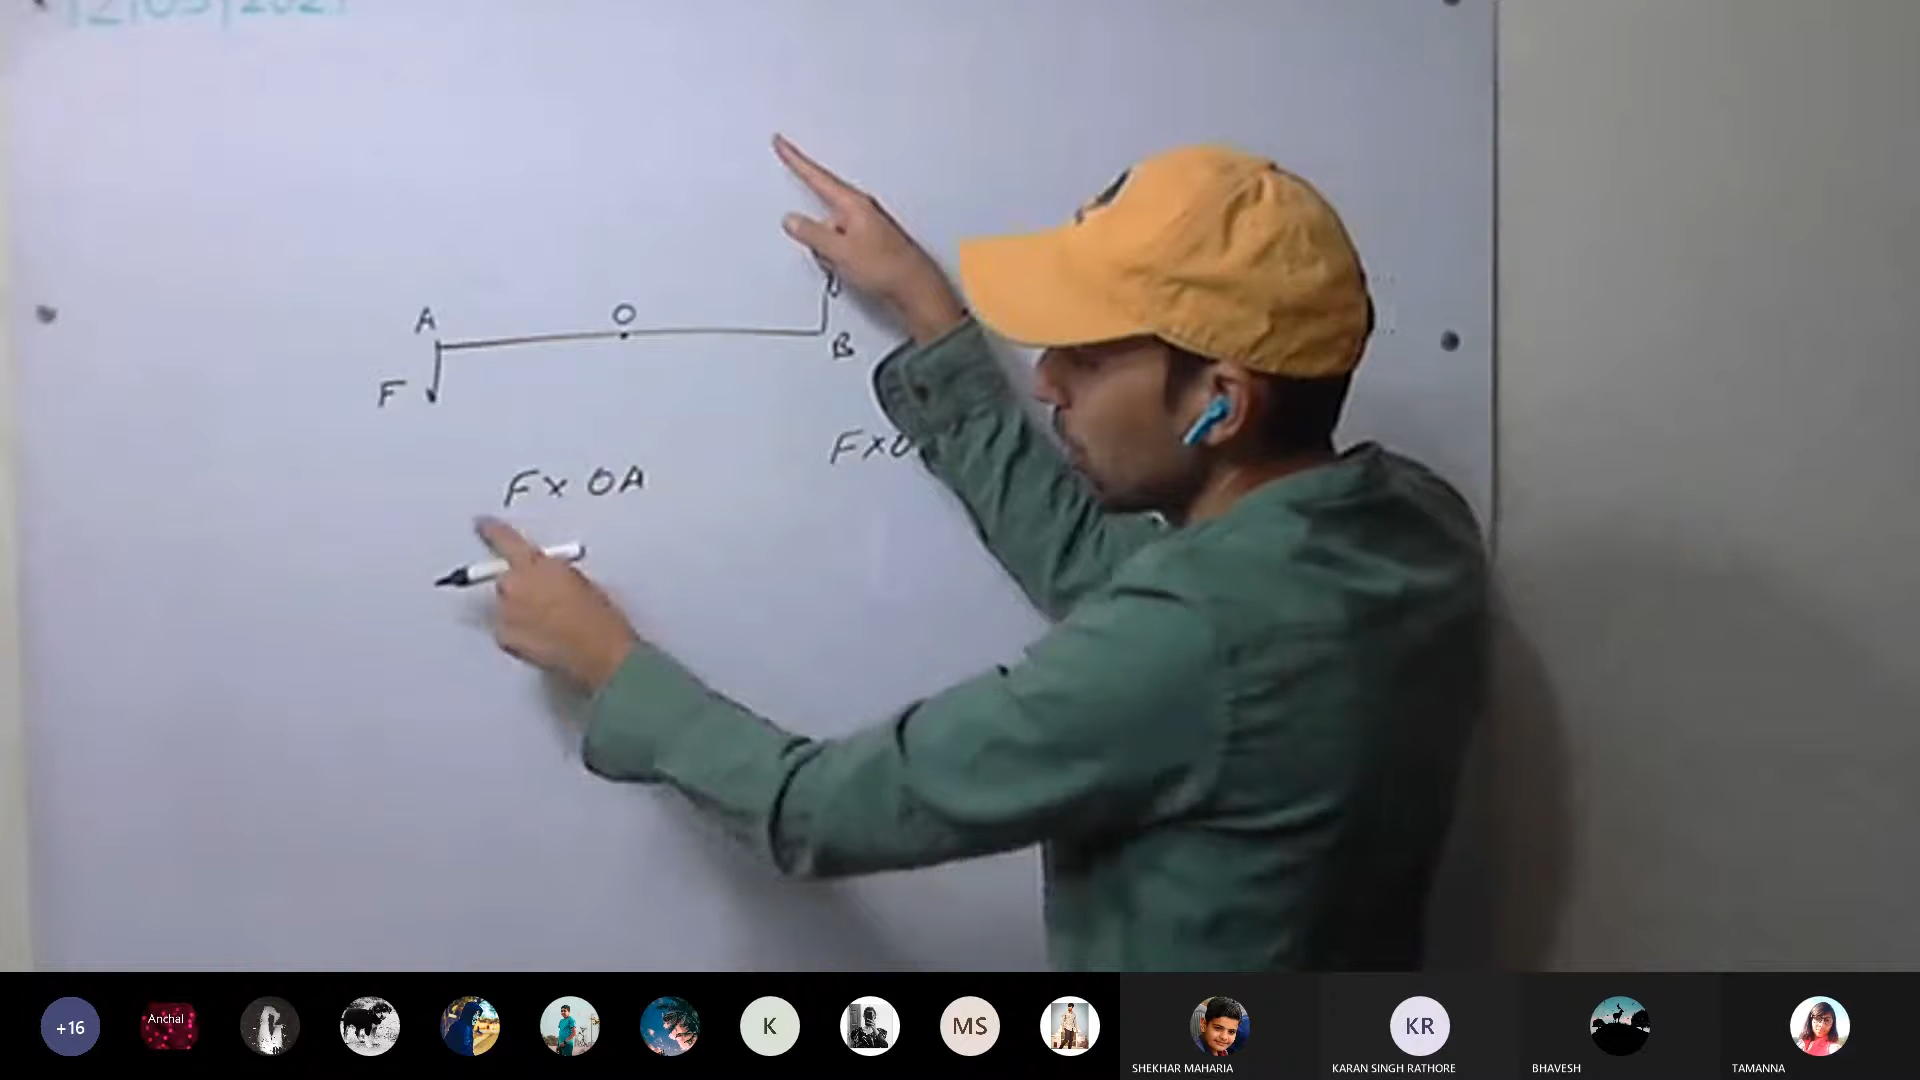 A
O
B
F
F x OA
+16
Anchal
K
MS
SHEKHAR MAHARIA
KR
KARAN SINGH RATHORE
BHAVESH
TAMANNA